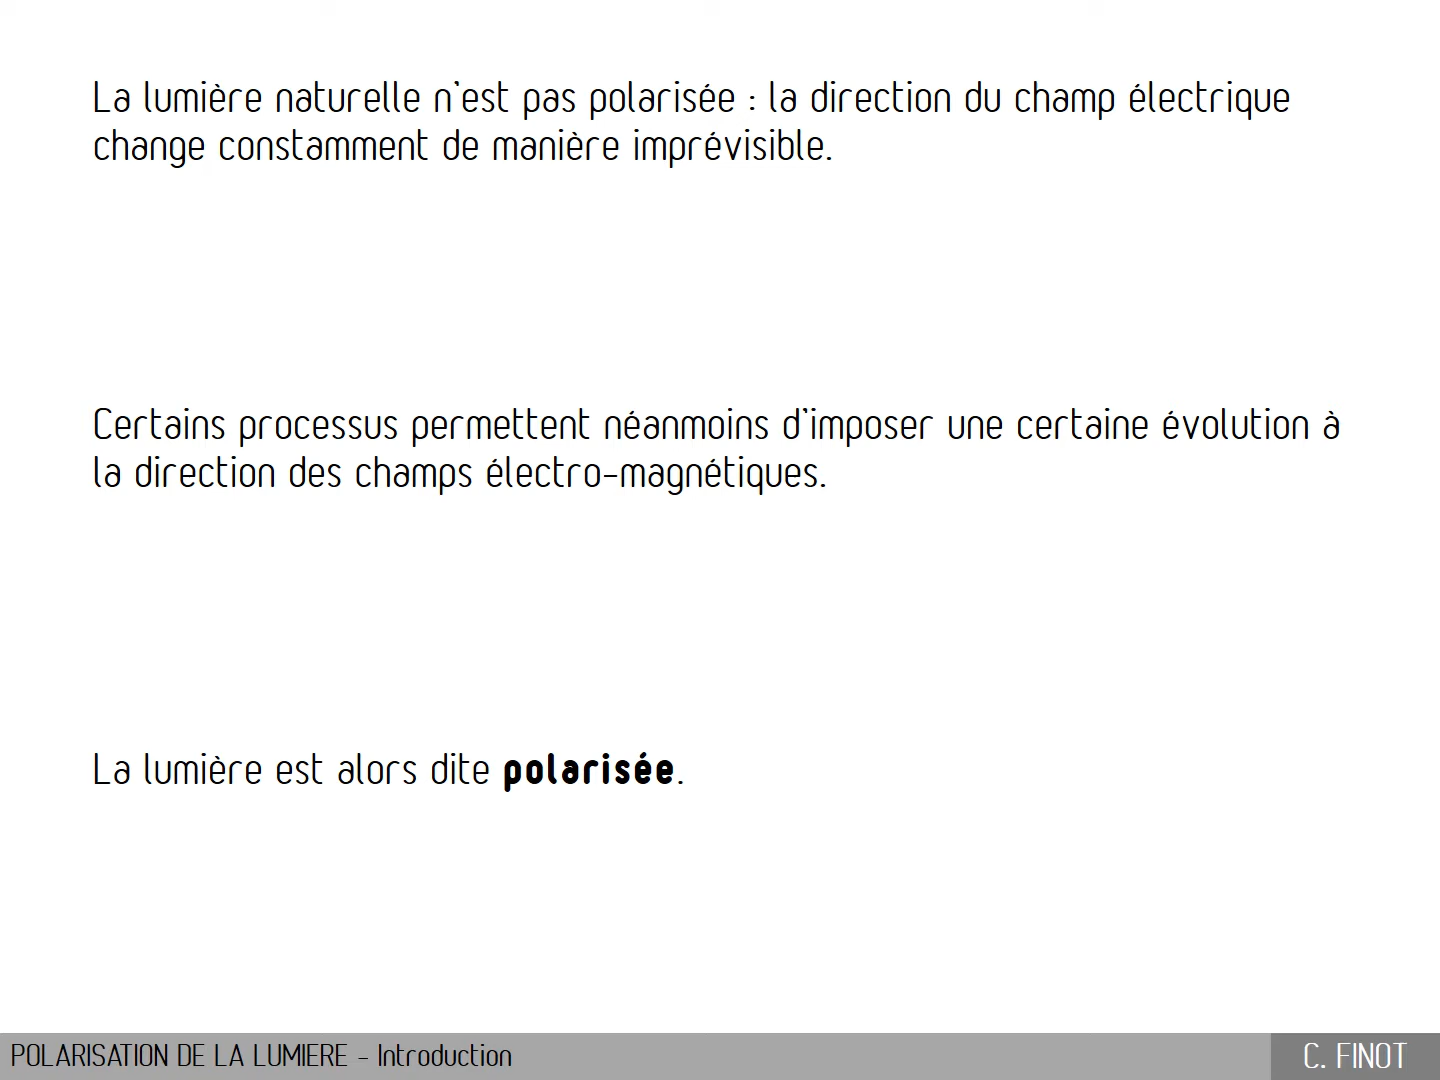 La lumière naturelle n'est pas polarisée : la direction du champ électrique
change constamment de manière imprévisible.
Certains processus permettent néanmoins d'imposer une certaine évolution à
la direction des champs électro-magnétiques.
La lumière est alors dite polarisée.
POLARISATION DE LA LUMIERE - Introduction
C. FINOT